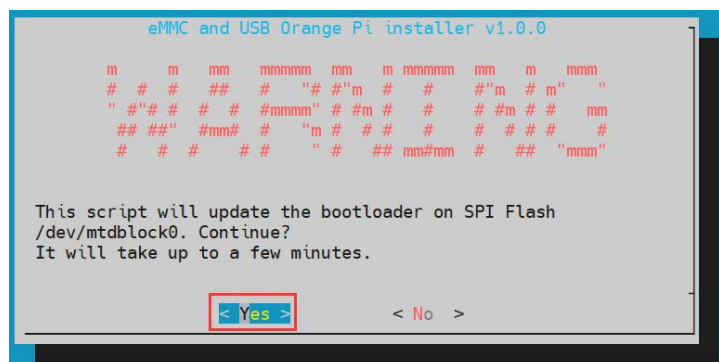 eMMC and USB Orange Pi installer v1.0.0
WARNING
This script will update the bootloader on SPI Flash
/dev/mtdblock0. Continue?
It will take up to a few minutes.
< Yes > < No >